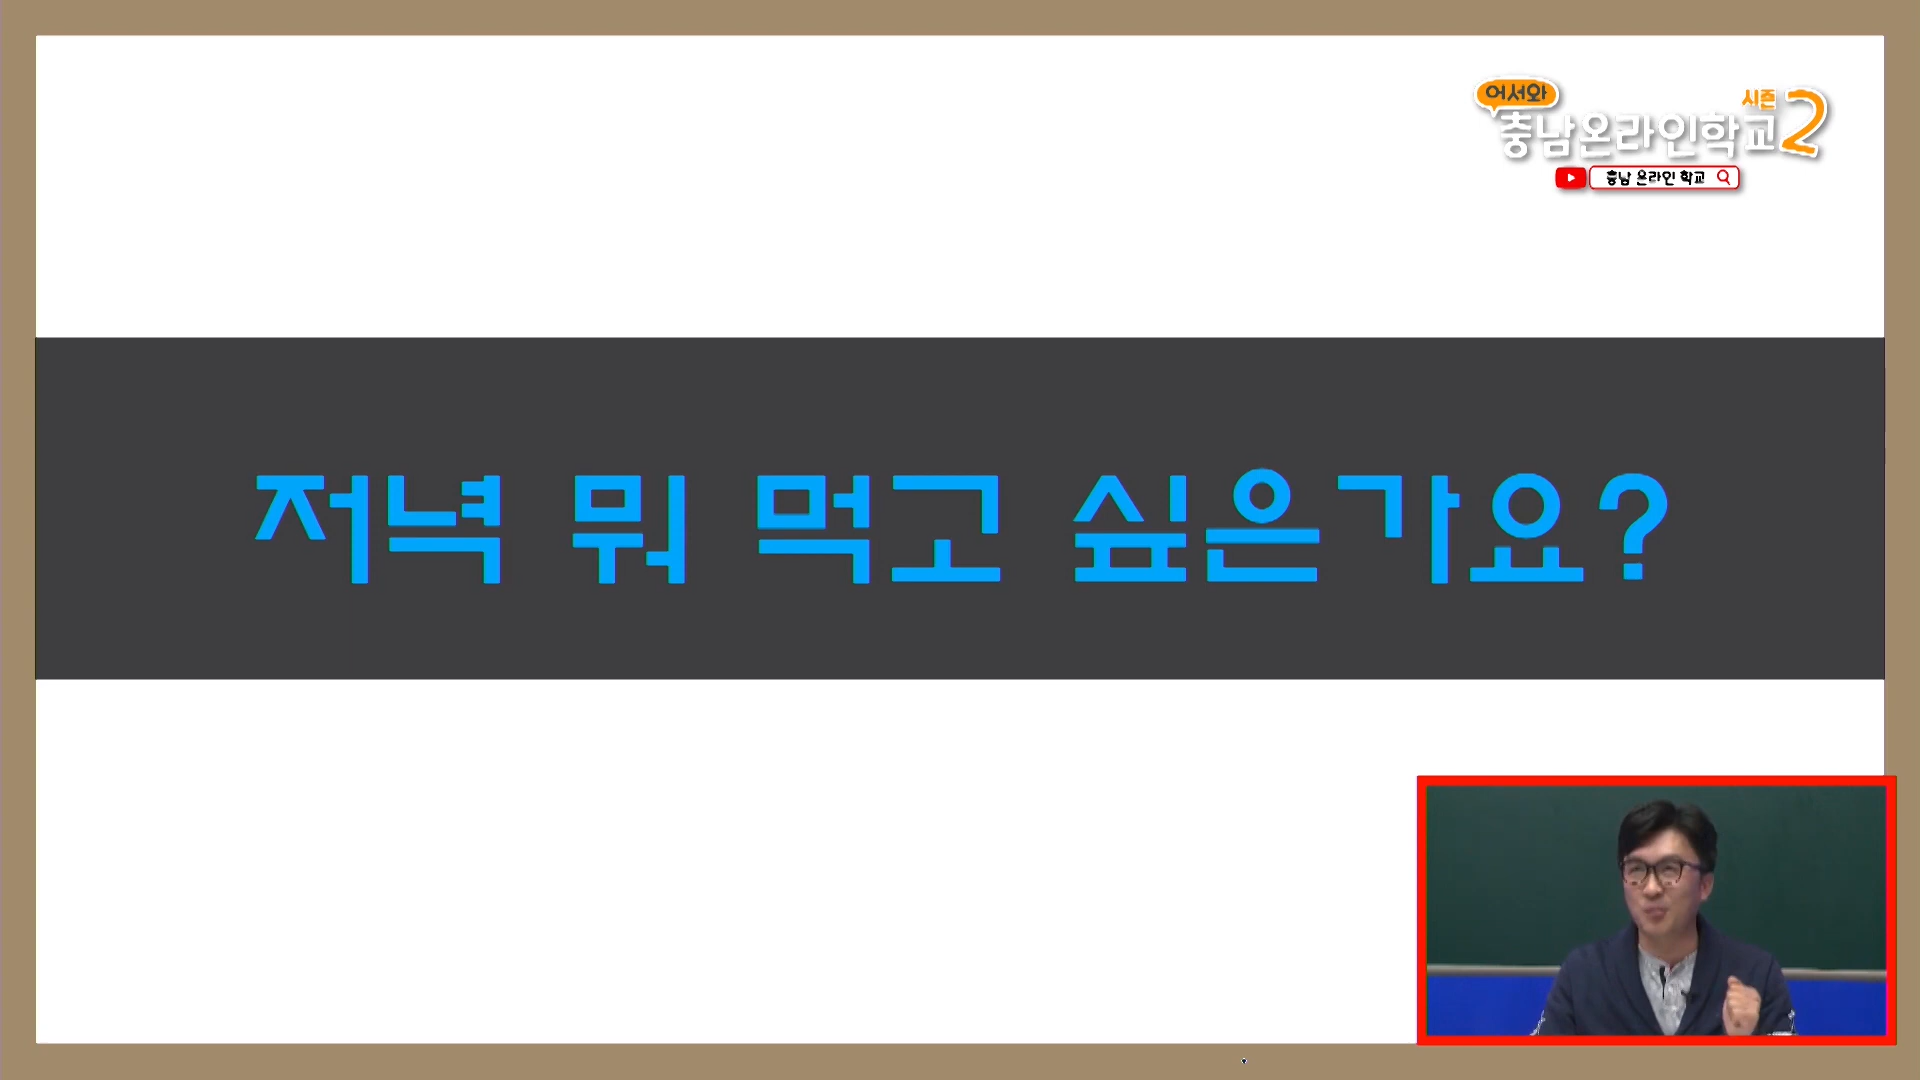 어서와
시즌2
충남온라인학교
충남 온라인 학교
저녁 뭐 먹고 싶은가요?